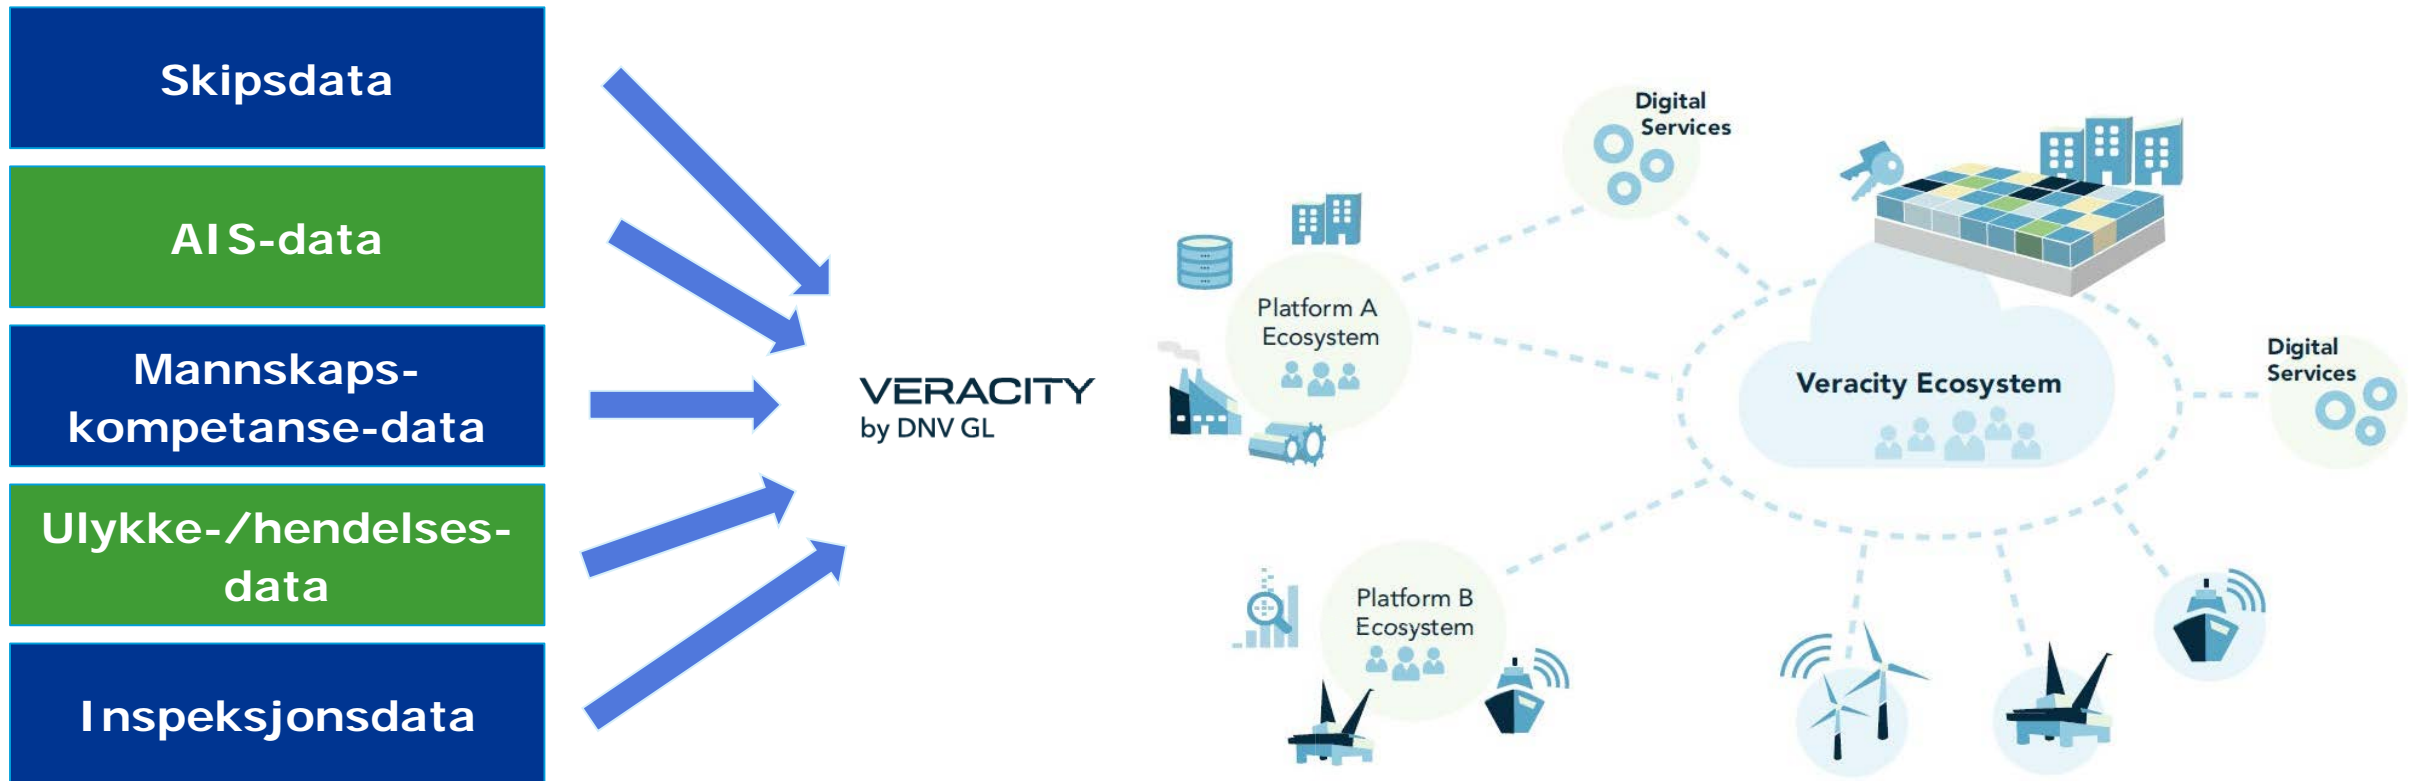 Skipsdata
AIS-data
Mannskaps-
kompetanse-data
Ulykke-/hendelses-
data
Inspeksjonsdata
VERACITY
by DNV GL
Platform A
Ecosystem
Platform B
Ecosystem
Digital
Services
Veracity Ecosystem
Digital
Services